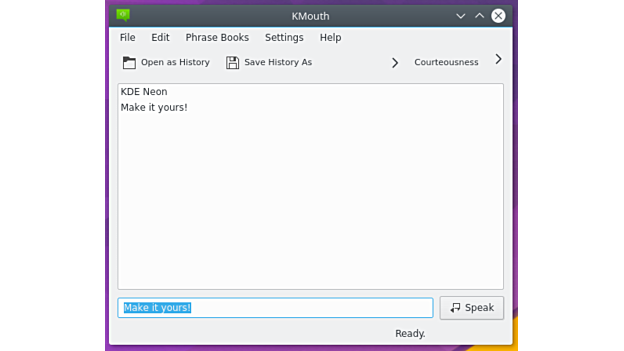 KMouth
File Edit Phrase Books Settings Help
Open as History Save History As Courteousness
KDE Neon
Make it yours!
Make it yours! Speak
Ready.